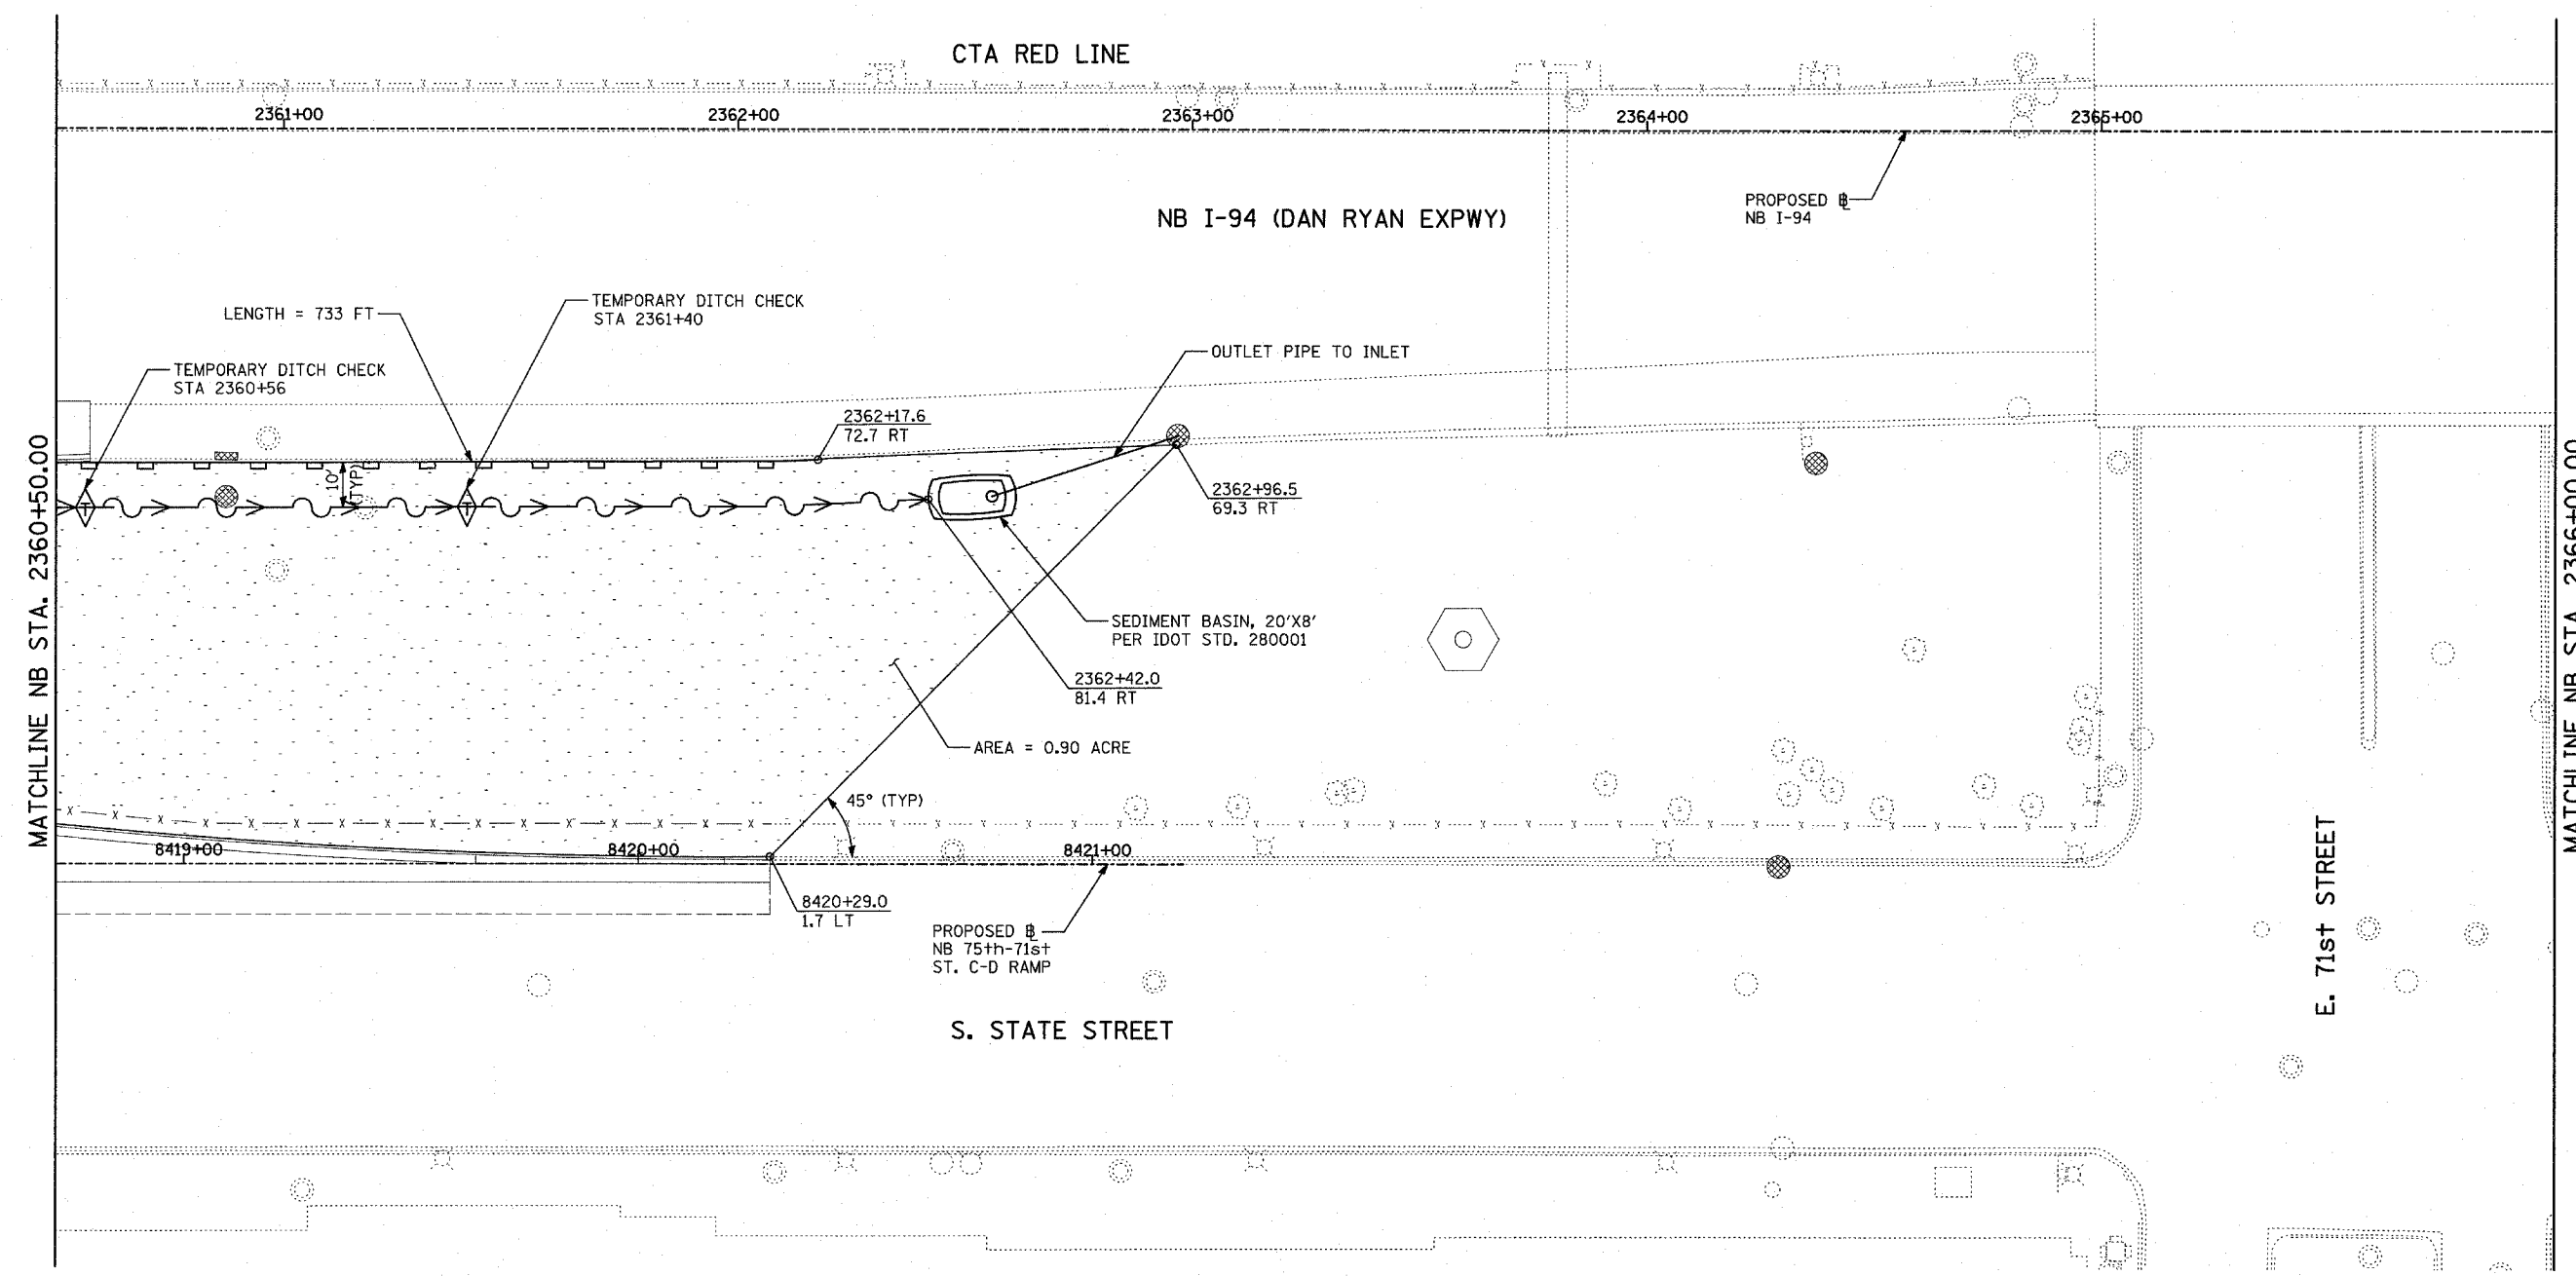 CTA RED LINE
2361+00
2362+00
2363+00
2364+00
2365+00
PROPOSED ℄
NB I-94
NB I-94 (DAN RYAN EXPWY)
TEMPORARY DITCH CHECK
STA 2361+40
LENGTH = 733 FT
OUTLET PIPE TO INLET
TEMPORARY DITCH CHECK
STA 2360+56
2362+17.6
72.7 RT
10'
(TYP)
T
T
2362+96.5
69.3 RT
SEDIMENT BASIN, 20'X8'
PER IDOT STD. 280001
2362+42.0
81.4 RT
AREA = 0.90 ACRE
45° (TYP)
8419+00
8420+00
8421+00
8420+29.0
1.7 LT
PROPOSED ℄
NB 75th-71st
ST. C-D RAMP
S. STATE STREET
E. 71st STREET
MATCHLINE NB STA. 2360+50.00
MATCHLINE NB STA. 2366+00.00